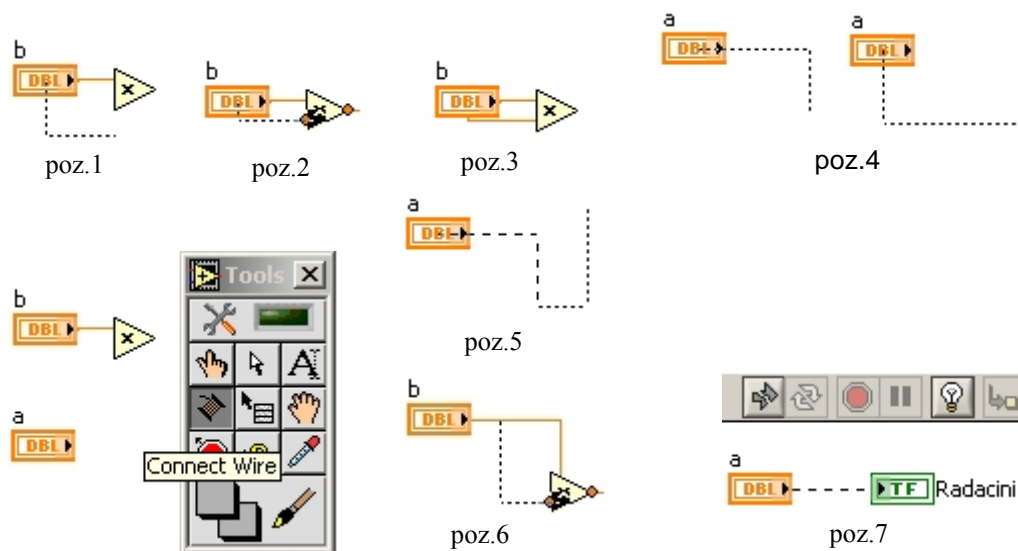 b
DBL
x
poz.1
b
DBL
poz.2
b
DBL
x
poz.3
a
DBL
a
DBL
poz.4
a
DBL
poz.5
b
DBL
x
a
DBL
Tools
A
Connect Wire
b
DBL
poz.6
a
DBL
TF
Radacini
poz.7